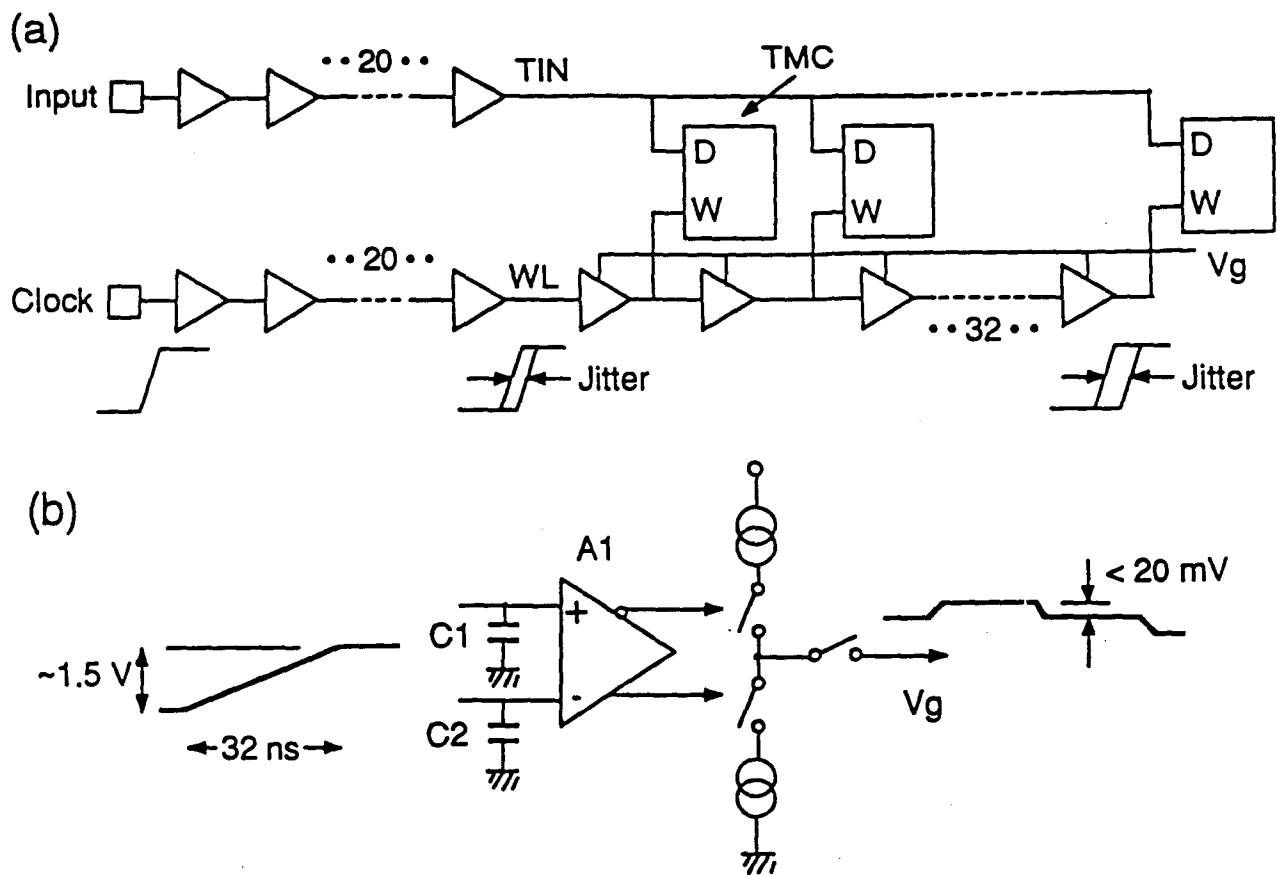 (a)
•• 20 ••
TIN
TMC
Input
D
W
D
W
D
W
•• 20 ••
WL
Vg
Clock
•• 32 ••
Jitter
Jitter
(b)
A1
< 20 mV
C1
+
~1.5 V
-
Vg
C2
32 ns